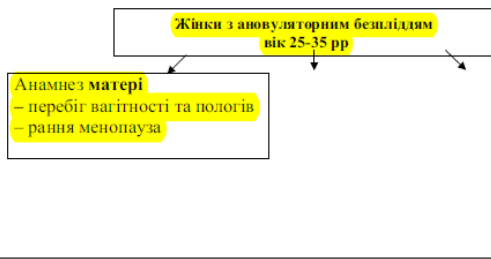 Жінки з ановуляторним безпліддям
вік 25-35 рр
Анамнез матері
– перебіг вагітності та пологів
– рання менопауза